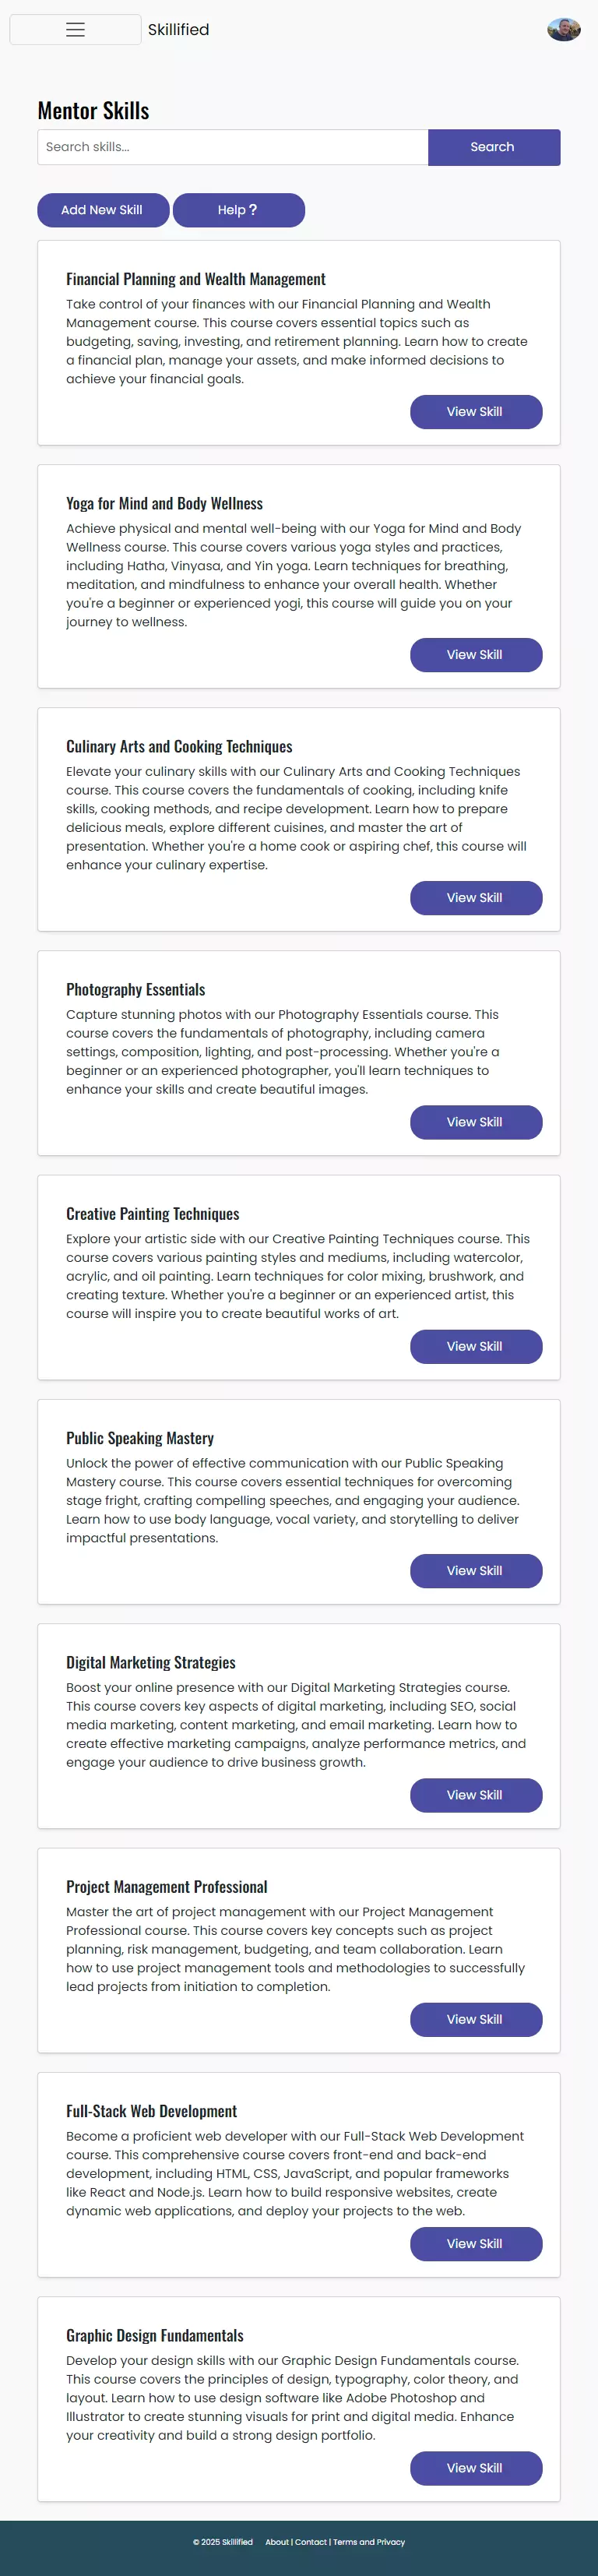 Skillified
Mentor Skills
Search skills...
Search
Add New Skill
Help ?
Financial Planning and Wealth Management
Take control of your finances with our Financial Planning and Wealth
Management course. This course covers essential topics such as
budgeting, saving, investing, and retirement planning. Learn how to create
a financial plan, manage your assets, and make informed decisions to
achieve your financial goals.
View Skill
Yoga for Mind and Body Wellness
Achieve physical and mental well-being with our Yoga for Mind and Body
Wellness course. This course covers various yoga styles and practices,
including Hatha, Vinyasa, and Yin yoga. Learn techniques for breathing,
meditation, and mindfulness to enhance your overall health. Whether
you're a beginner or experienced yogi, this course will guide you on your
journey to wellness.
View Skill
Culinary Arts and Cooking Techniques
Elevate your culinary skills with our Culinary Arts and Cooking Techniques
course. This course covers the fundamentals of cooking, including knife
skills, cooking methods, and recipe development. Learn how to prepare
delicious meals, explore different cuisines, and master the art of
presentation. Whether you're a home cook or aspiring chef, this course will
enhance your culinary expertise.
View Skill
Photography Essentials
Capture stunning photos with our Photography Essentials course. This
course covers the fundamentals of photography, including camera
settings, composition, lighting, and post-processing. Whether you're a
beginner or an experienced photographer, you'll learn techniques to
enhance your skills and create beautiful images.
View Skill
Creative Painting Techniques
Explore your artistic side with our Creative Painting Techniques course. This
course covers various painting styles and mediums, including watercolor,
acrylic, and oil painting. Learn techniques for color mixing, brushwork, and
creating texture. Whether you're a beginner or an experienced artist, this
course will inspire you to create beautiful works of art.
View Skill
Public Speaking Mastery
Unlock the power of effective communication with our Public Speaking
Mastery course. This course covers essential techniques for overcoming
stage fright, crafting compelling speeches, and engaging your audience.
Learn how to use body language, vocal variety, and storytelling to deliver
impactful presentations.
View Skill
Digital Marketing Strategies
Boost your online presence with our Digital Marketing Strategies course.
This course covers key aspects of digital marketing, including SEO, social
media marketing, content marketing, and email marketing. Learn how to
create effective marketing campaigns, analyze performance metrics, and
engage your audience to drive business growth.
View Skill
Project Management Professional
Master the art of project management with our Project Management
Professional course. This course covers key concepts such as project
planning, risk management, budgeting, and team collaboration. Learn
how to use project management tools and methodologies to successfully
lead projects from initiation to completion.
View Skill
Full-Stack Web Development
Become a proficient web developer with our Full-Stack Web Development
course. This comprehensive course covers front-end and back-end
development, including HTML, CSS, JavaScript, and popular frameworks
like React and Node.js. Learn how to build responsive websites, create
dynamic web applications, and deploy your projects to the web.
View Skill
Graphic Design Fundamentals
Develop your design skills with our Graphic Design Fundamentals course.
This course covers the principles of design, typography, color theory, and
layout. Learn how to use design software like Adobe Photoshop and
Illustrator to create stunning visuals for print and digital media. Enhance
your creativity and build a strong design portfolio.
View Skill
© 2025 Skillified About | Contact | Terms and Privacy